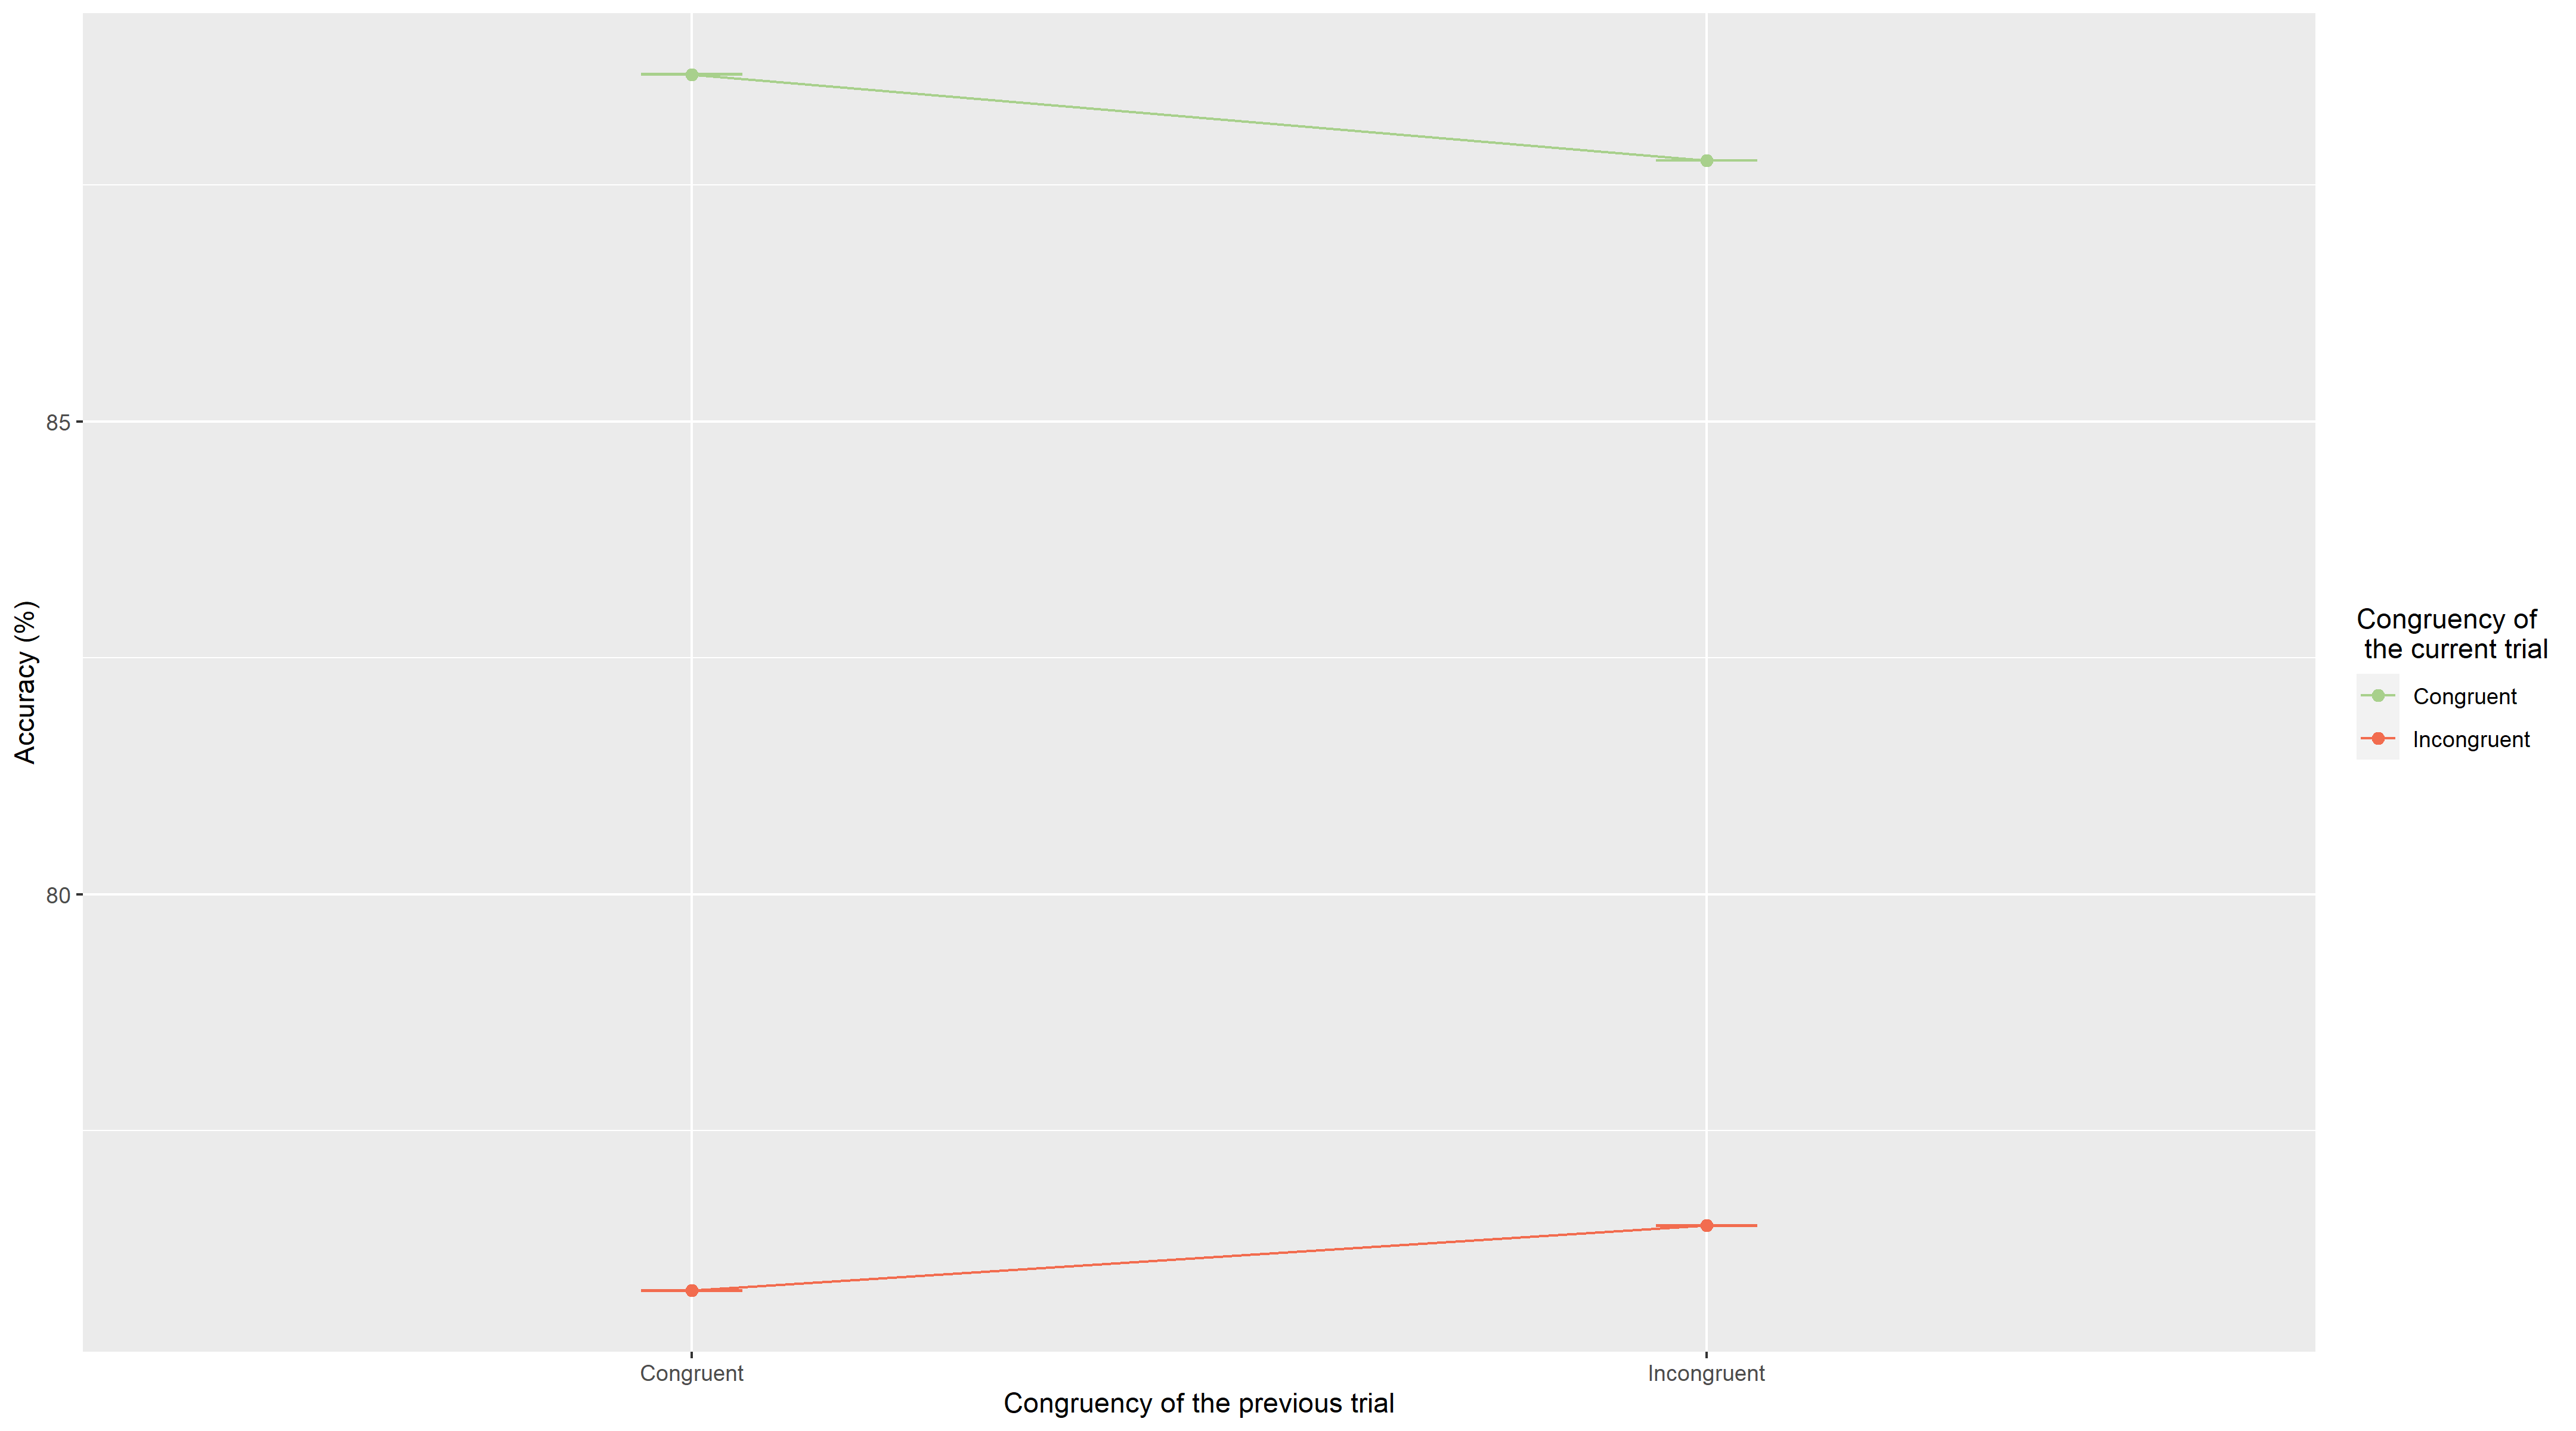 85
80
Accuracy (%)
Congruent
Incongruent
Congruency of the previous trial
Congruency of
the current trial
Congruent
Incongruent